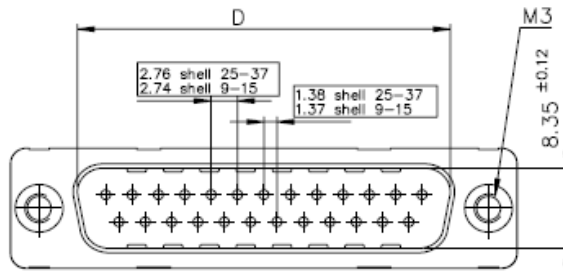 D
M3
2.76 shell 25-37
2.74 shell 9-15
1.38 shell 25-37
1.37 shell 9-15
8.35 ±0.12